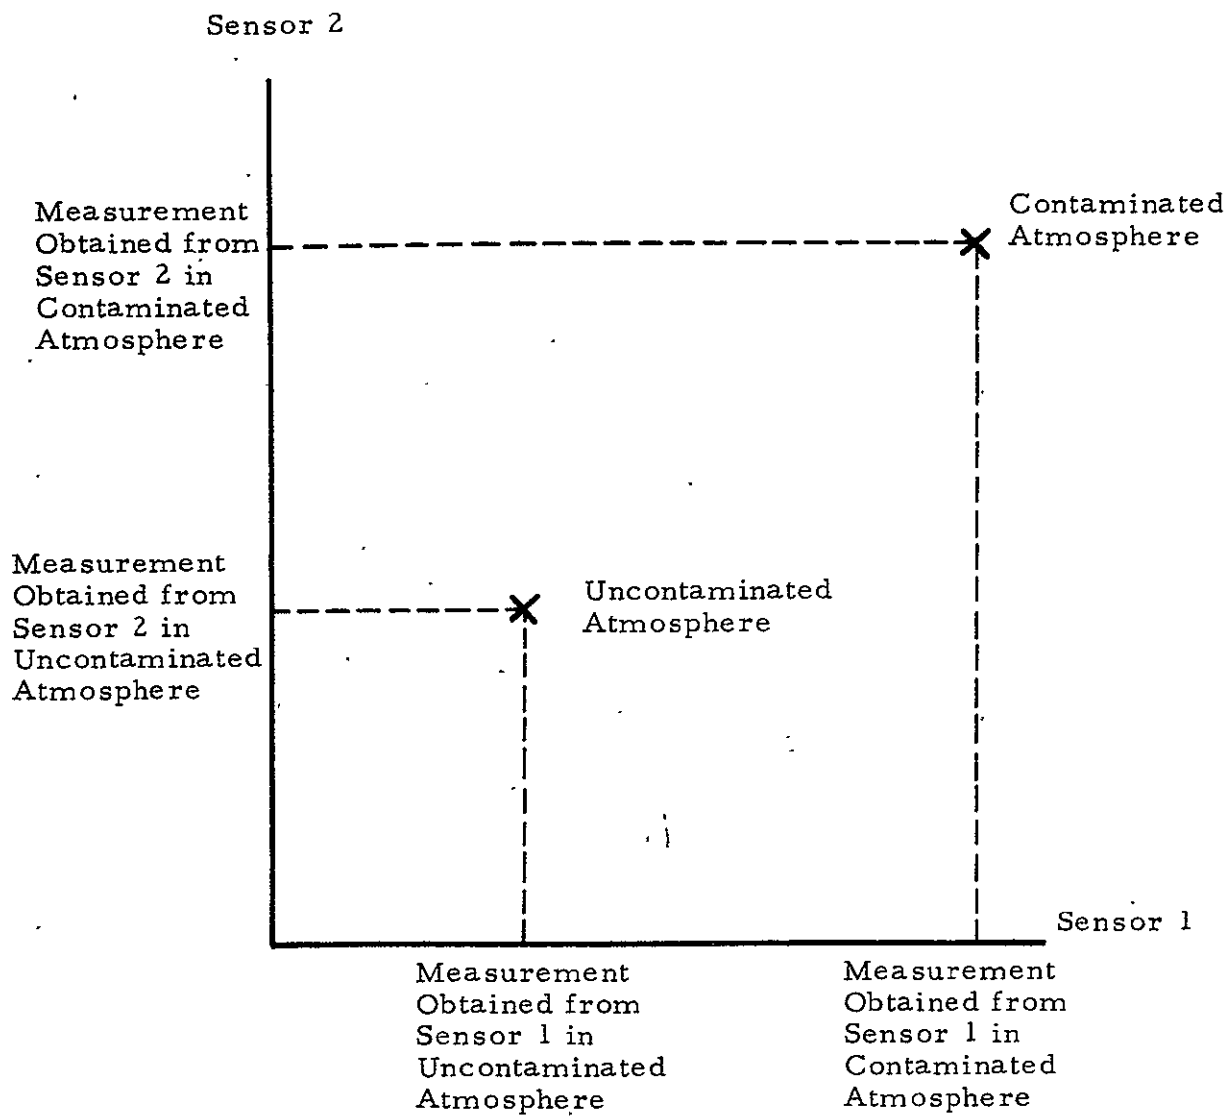 Sensor 2
Measurement
Obtained from
Sensor 2 in
Contaminated
Atmosphere
Contaminated
Atmosphere
Measurement
Obtained from
Sensor 2 in
Uncontaminated
Atmosphere
Uncontaminated
Atmosphere
Sensor 1
Measurement
Obtained from
Sensor 1 in
Uncontaminated
Atmosphere
Measurement
Obtained from
Sensor 1 in
Contaminated
Atmosphere